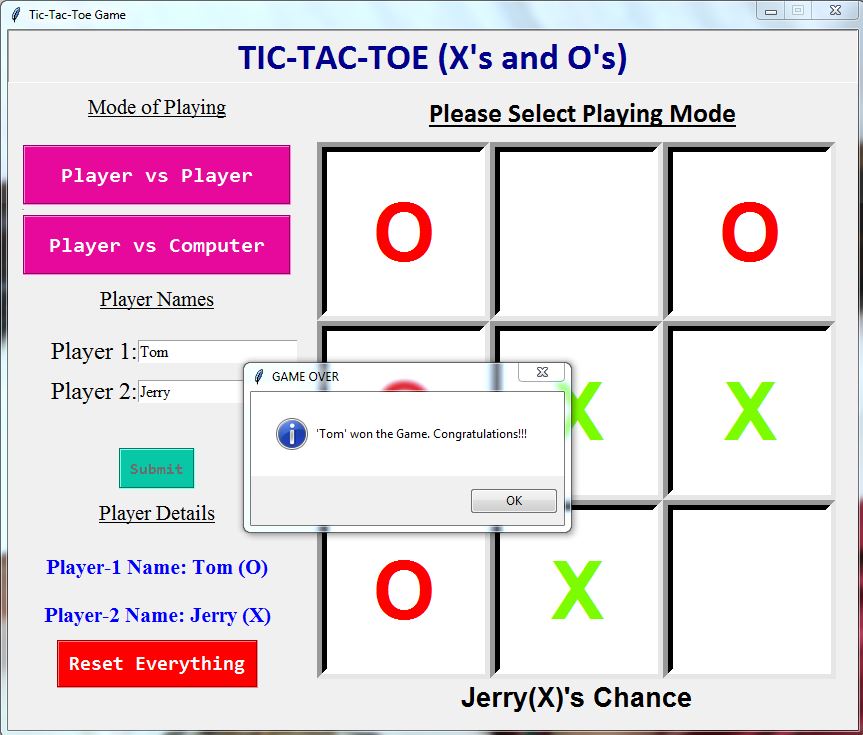 Tic-Tac-Toe Game
TIC-TAC-TOE (X's and O's)
Mode of Playing
Please Select Playing Mode
Player vs Player
Player vs Computer
Player Names
Player 1:Tom
Player 2:Jerry
Submit
Player Details
Player-1 Name: Tom (O)
Player-2 Name: Jerry (X)
Reset Everything
O O
O X X
O X
GAME OVER
'Tom' won the Game. Congratulations!!!
OK
Jerry(X)'s Chance